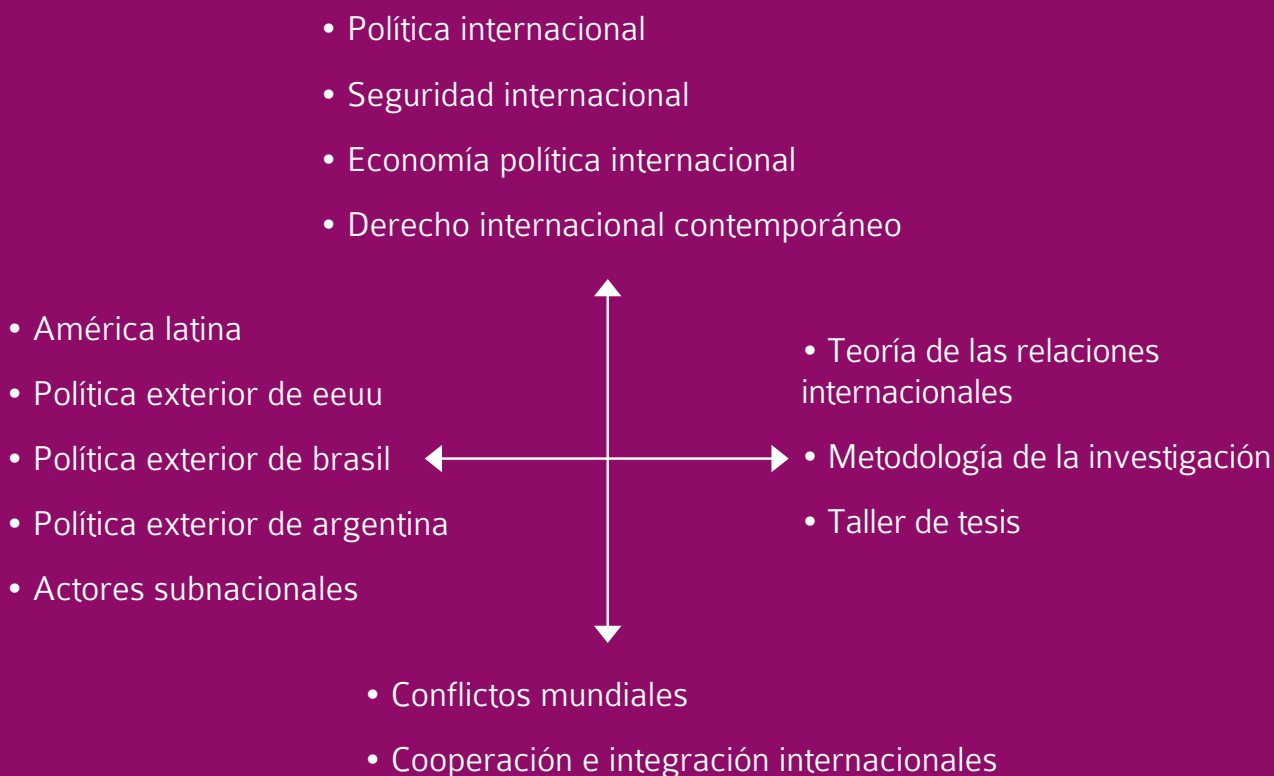 • Política internacional
• Seguridad internacional
• Economía política internacional
• Derecho internacional contemporáneo
• América latina
• Política exterior de eeuu
• Política exterior de brasil
• Política exterior de argentina
• Actores subnacionales
• Teoría de las relaciones
internacionales
• Metodología de la investigación
• Taller de tesis
• Conflictos mundiales
• Cooperación e integración internacionales